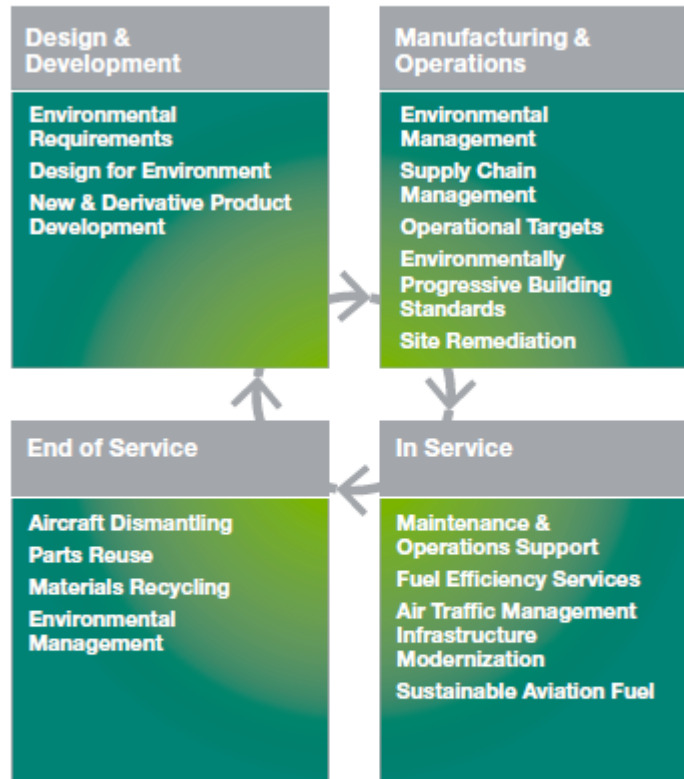 Design &
Development
Environmental
Requirements
Design for Environment
New & Derivative Product
Development
Manufacturing &
Operations
Environmental
Management
Supply Chain
Management
Operational Targets
Environmentally
Progressive Building
Standards
Site Remediation
End of Service
Aircraft Dismantling
Parts Reuse
Materials Recycling
Environmental
Management
In Service
Maintenance &
Operations Support
Fuel Efficiency Services
Air Traffic Management
Infrastructure
Modernization
Sustainable Aviation Fuel